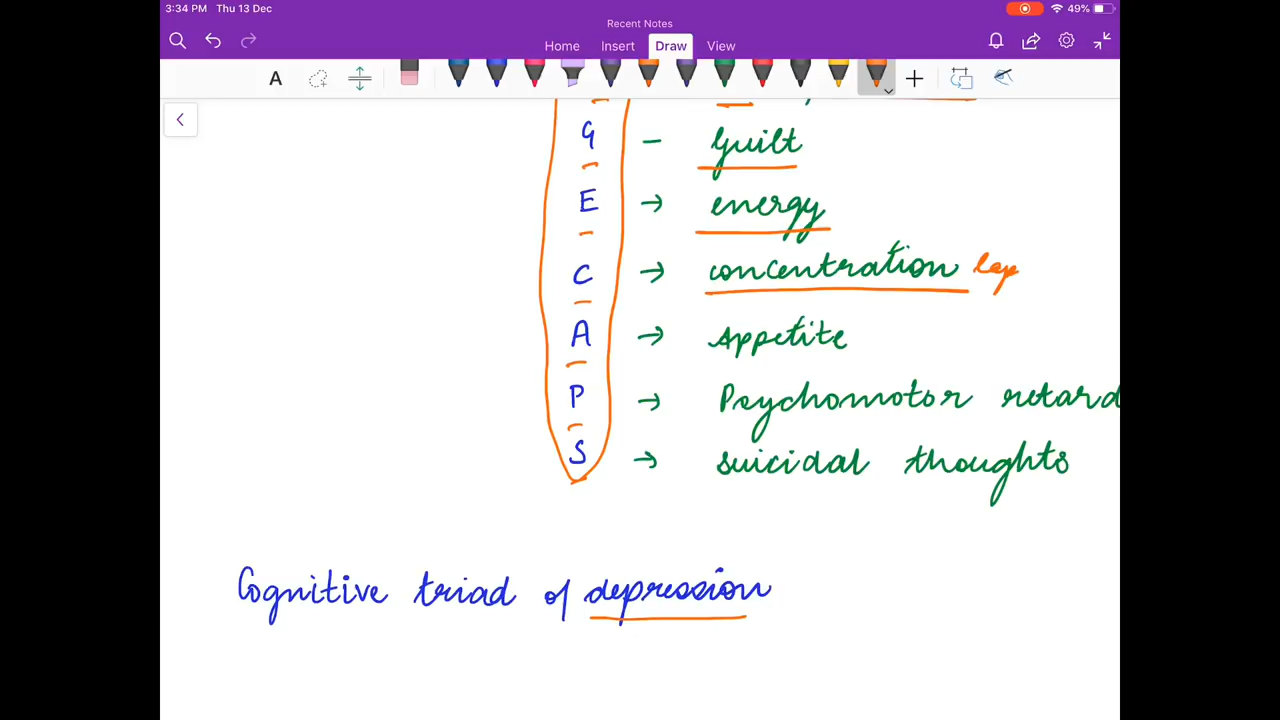 3:34 PM Thu 13 Dec
49%
Recent Notes
Home Insert Draw View
A
G - Guilt
E → energy
C → concentration lap
A → Appetite
P → Psychomotor retard
S → suicidal thoughts
Cognitive triad of depression